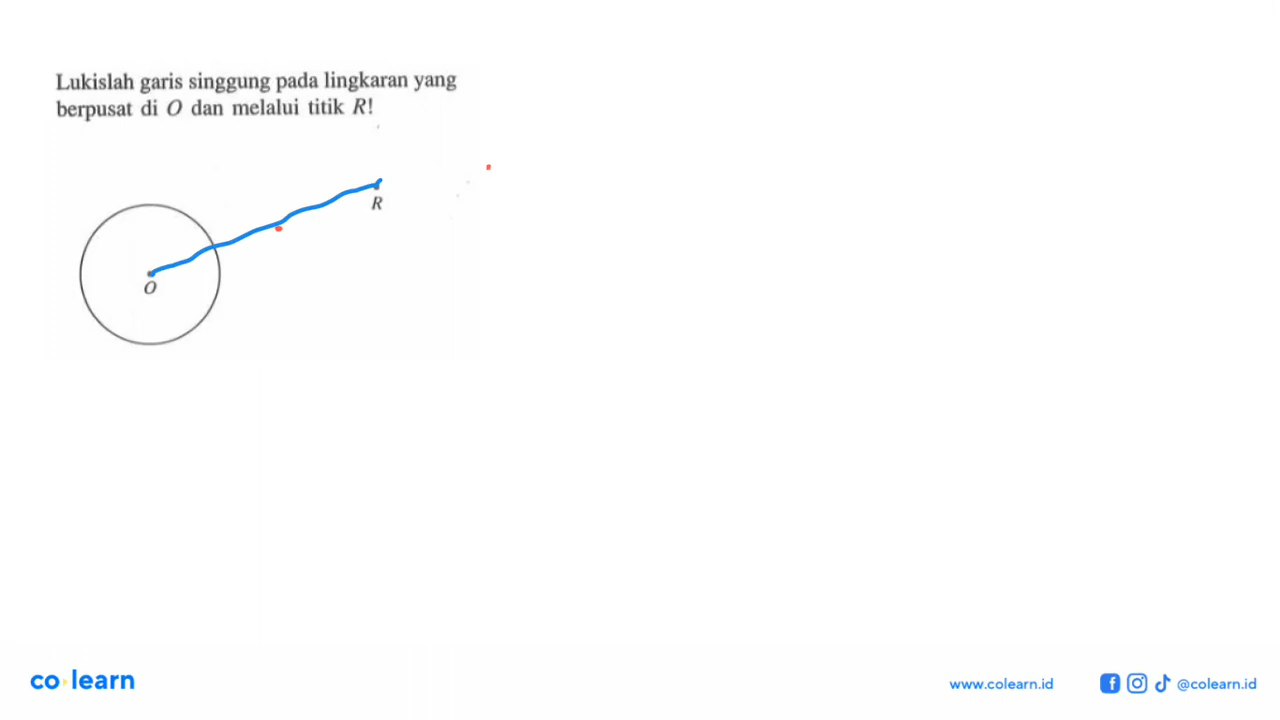 Lukislah garis singgung pada lingkaran yang
berpusat di O dan melalui titik R!
R
O
co learn
www.colearn.id
@colearn.id